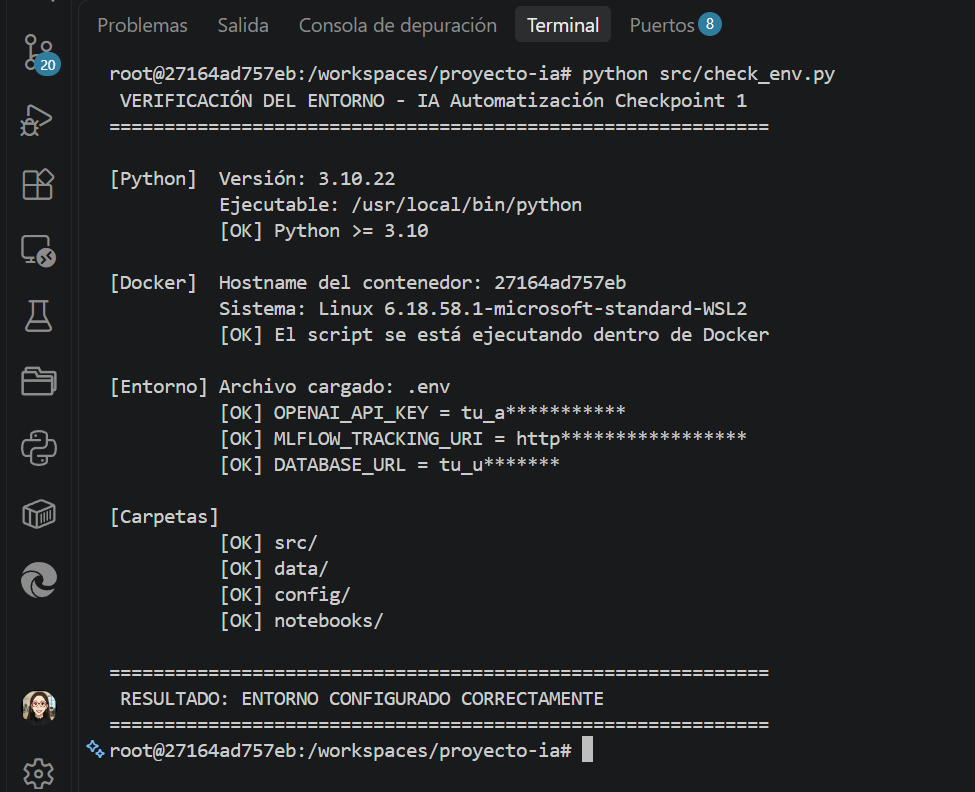 Problemas Salida Consola de depuración Terminal Puertos 8
20
root@27164ad757eb:/workspaces/proyecto-ia# python src/check_env.py
VERIFICACIÓN DEL ENTORNO - IA Automatización Checkpoint 1
============================================================
[Python] Versión: 3.10.22
Ejecutable: /usr/local/bin/python
[OK] Python >= 3.10
[Docker] Hostname del contenedor: 27164ad757eb
Sistema: Linux 6.18.58.1-microsoft-standard-WSL2
[OK] El script se está ejecutando dentro de Docker
[Entorno] Archivo cargado: .env
[OK] OPENAI_API_KEY = tu_a***********
[OK] MLFLOW_TRACKING_URI = http*****************
[OK] DATABASE_URL = tu_u*******
[Carpetas]
[OK] src/
[OK] data/
[OK] config/
[OK] notebooks/
============================================================
RESULTADO: ENTORNO CONFIGURADO CORRECTAMENTE
============================================================
root@27164ad757eb:/workspaces/proyecto-ia#